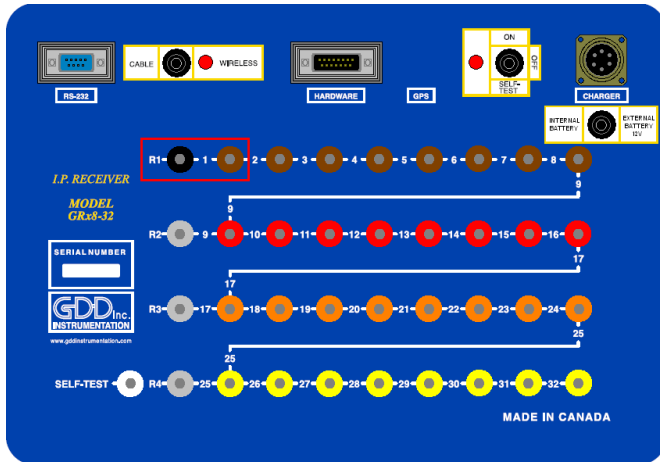 ON
OFF
CABLE
WIRELESS
SELF-
TEST
RS-232
HARDWARE
GPS
CHARGER
INTERNAL
BATTERY
EXTERNAL
BATTERY
12V
R1 1 2 3 4 5 6 7 8
9
I.P. RECEIVER
MODEL
GRx8-32
9
R2 9 10 11 12 13 14 15 16
17
SERIAL NUMBER
17
GDD Inc.
INSTRUMENTATION
R3 17 18 19 20 21 22 23 24
25
www.gddinstrumentation.com
25
SELF-TEST R4 25 26 27 28 29 30 31 32
MADE IN CANADA